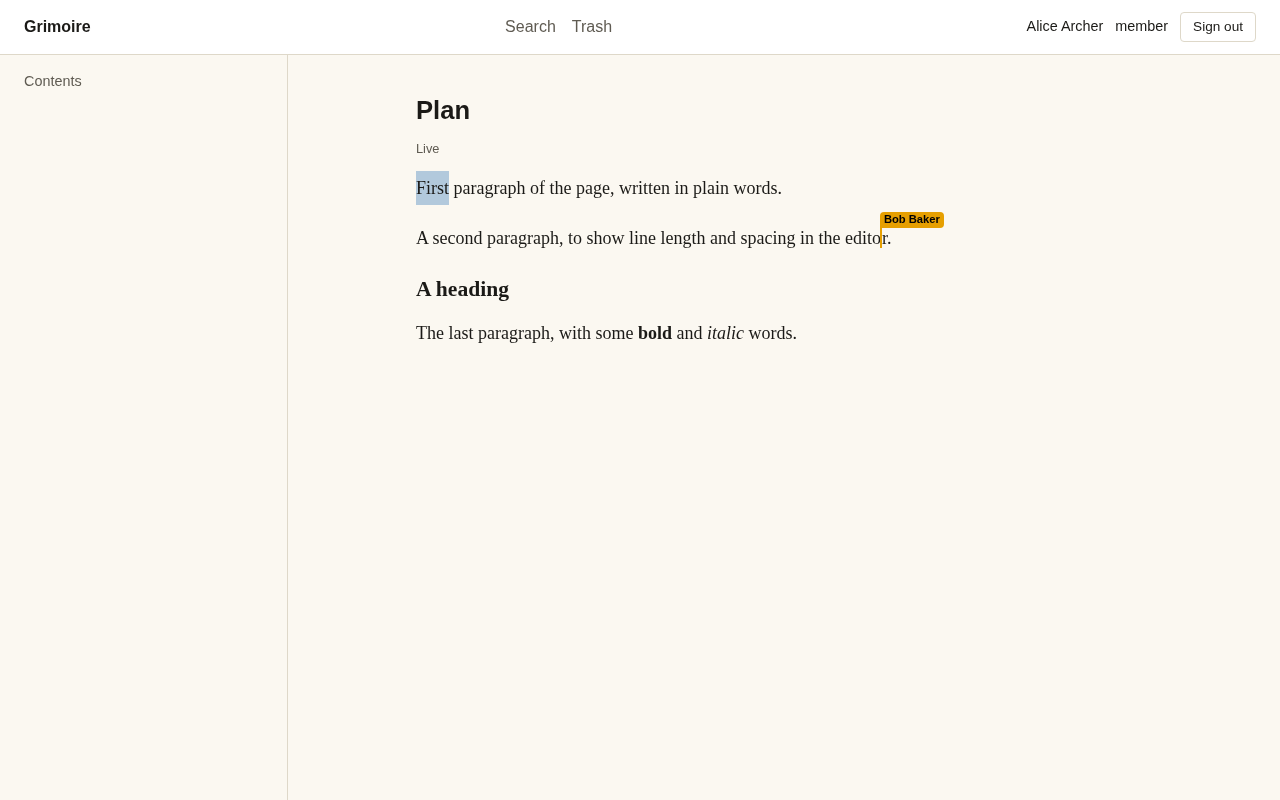 Grimoire
Search Trash
Alice Archer member Sign out
Contents
Plan
Live
First paragraph of the page, written in plain words.
Bob Baker
A second paragraph, to show line length and spacing in the editor.
A heading
The last paragraph, with some bold and italic words.